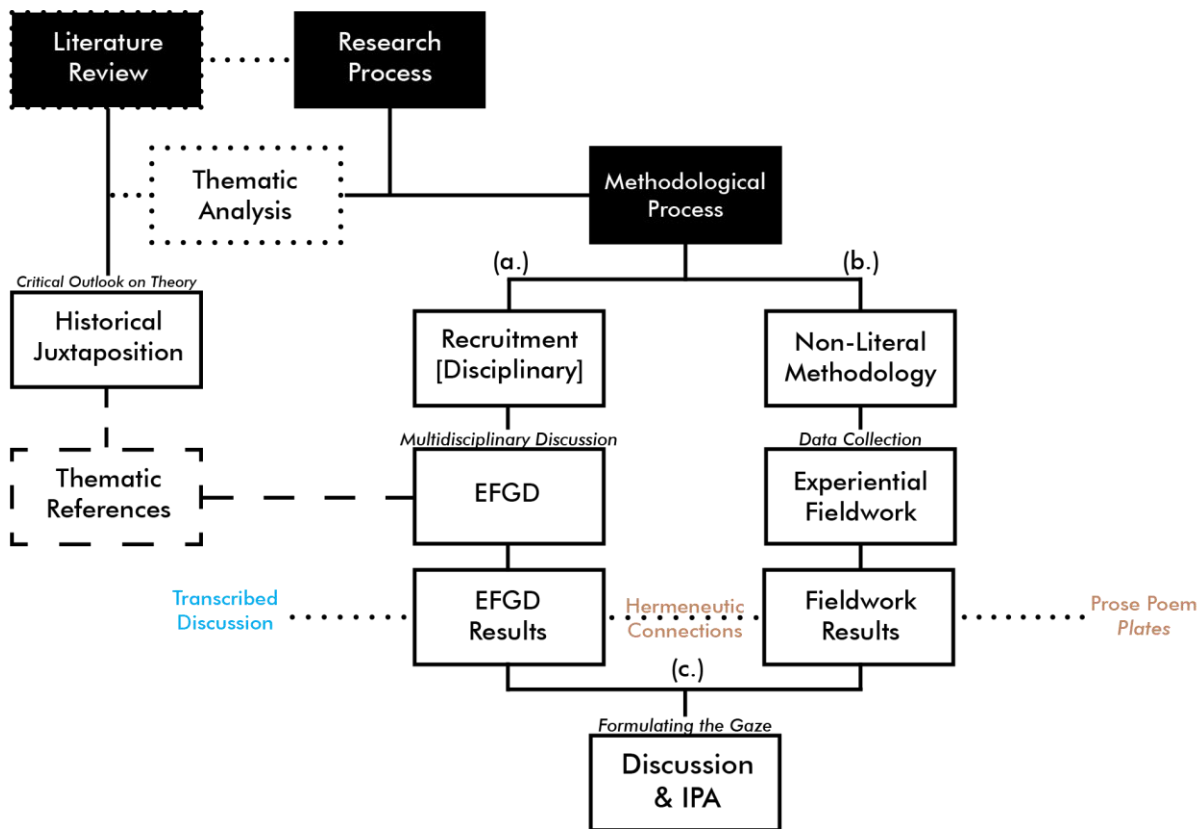 Literature
Review
Research
Process
Thematic
Analysis
Methodological
Process
(a.)
(b.)
Critical Outlook on Theory
Historical
Juxtaposition
Recruitment
[Disciplinary]
Non-Literal
Methodology
Multidisciplinary Discussion
Data Collection
Thematic
References
EFGD
Experiential
Fieldwork
Transcribed
Discussion
EFGD
Results
Hermeneutic
Connections
Fieldwork
Results
Prose Poem
Plates
(c.)
Formulating the Gaze
Discussion
& IPA